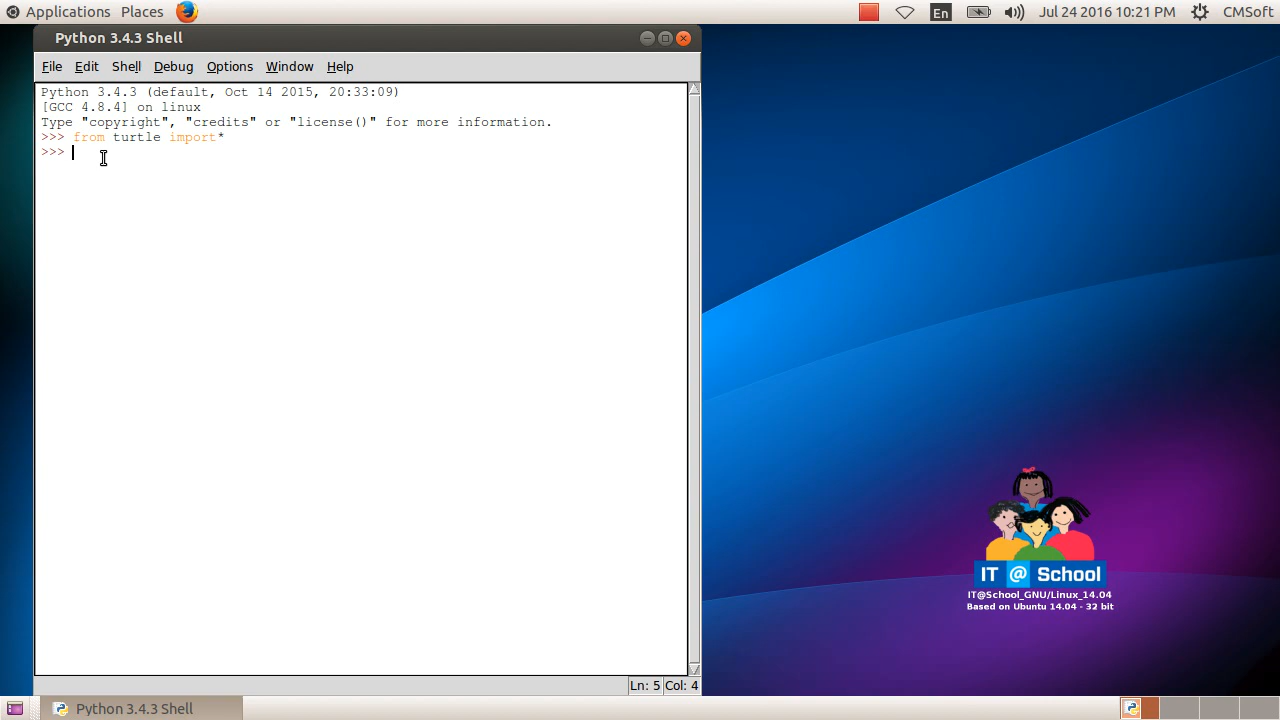 Applications Places En Jul 24 2016 10:21 PM CMSoft
Python 3.4.3 Shell
File Edit Shell Debug Options Window Help
Python 3.4.3 (default, Oct 14 2015, 20:33:09)
[GCC 4.8.4] on linux
Type "copyright", "credits" or "license()" for more information.
>>> from turtle import*
>>>
IT @ School
IT@School_GNU/Linux_14.04
Based on Ubuntu 14.04 - 32 bit
Ln: 5 Col: 4
Python 3.4.3 Shell